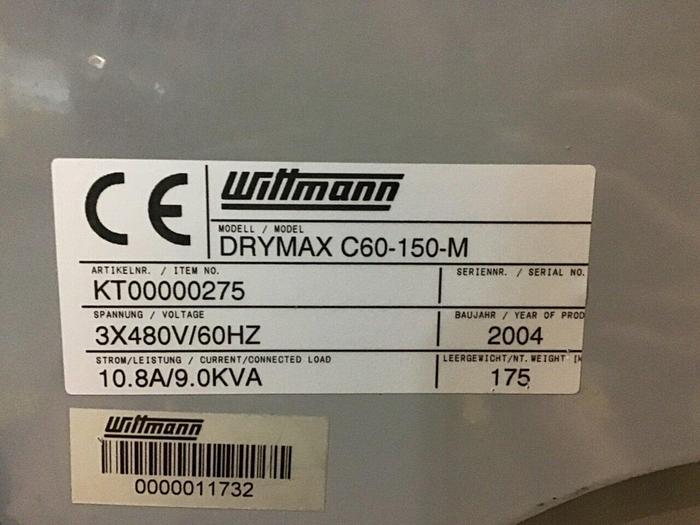 CE
Wittmann
MODELL / MODEL
DRYMAX C60-150-M
ARTIKELNR. / ITEM NO.
SERIENNR. / SERIAL NO.
KT00000275
SPANNUNG / VOLTAGE
BAUJAHR / YEAR OF PROD
3X480V/60HZ
2004
STROM/LEISTUNG / CURRENT/CONNECTED LOAD
LEERGEWICHT/NT. WEIGHT
10.8A/9.0KVA
175
Wittmann
0000011732